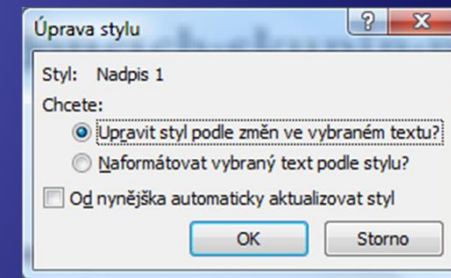 Úprava stylu
Styl: Nadpis 1
Chcete:
Upravit styl podle změn ve vybraném textu?
Naformátovat vybraný text podle stylu?
Od nynějška automaticky aktualizovat styl
OK Storno